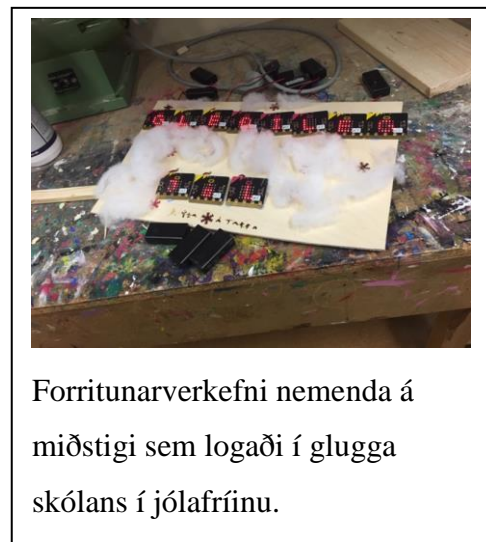 Forritunarverkefni nemenda á
miðstigi sem logaði í glugga
skólans í jólafríinu.